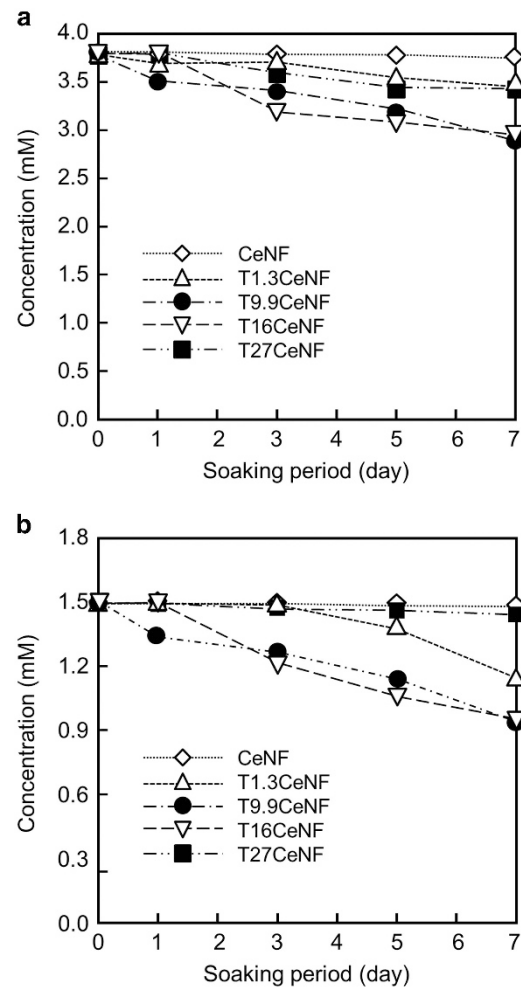 a
4.0
3.5
3.0
2.5
2.0
1.5
1.0
0.5
0.0
Concentration (mM)
CeNF
T1.3CeNF
T9.9CeNF
T16CeNF
T27CeNF
0 1 2 3 4 5 6 7
Soaking period (day)
b
1.8
1.5
1.2
0.9
0.6
0.3
0.0
Concentration (mM)
CeNF
T1.3CeNF
T9.9CeNF
T16CeNF
T27CeNF
0 1 2 3 4 5 6 7
Soaking period (day)